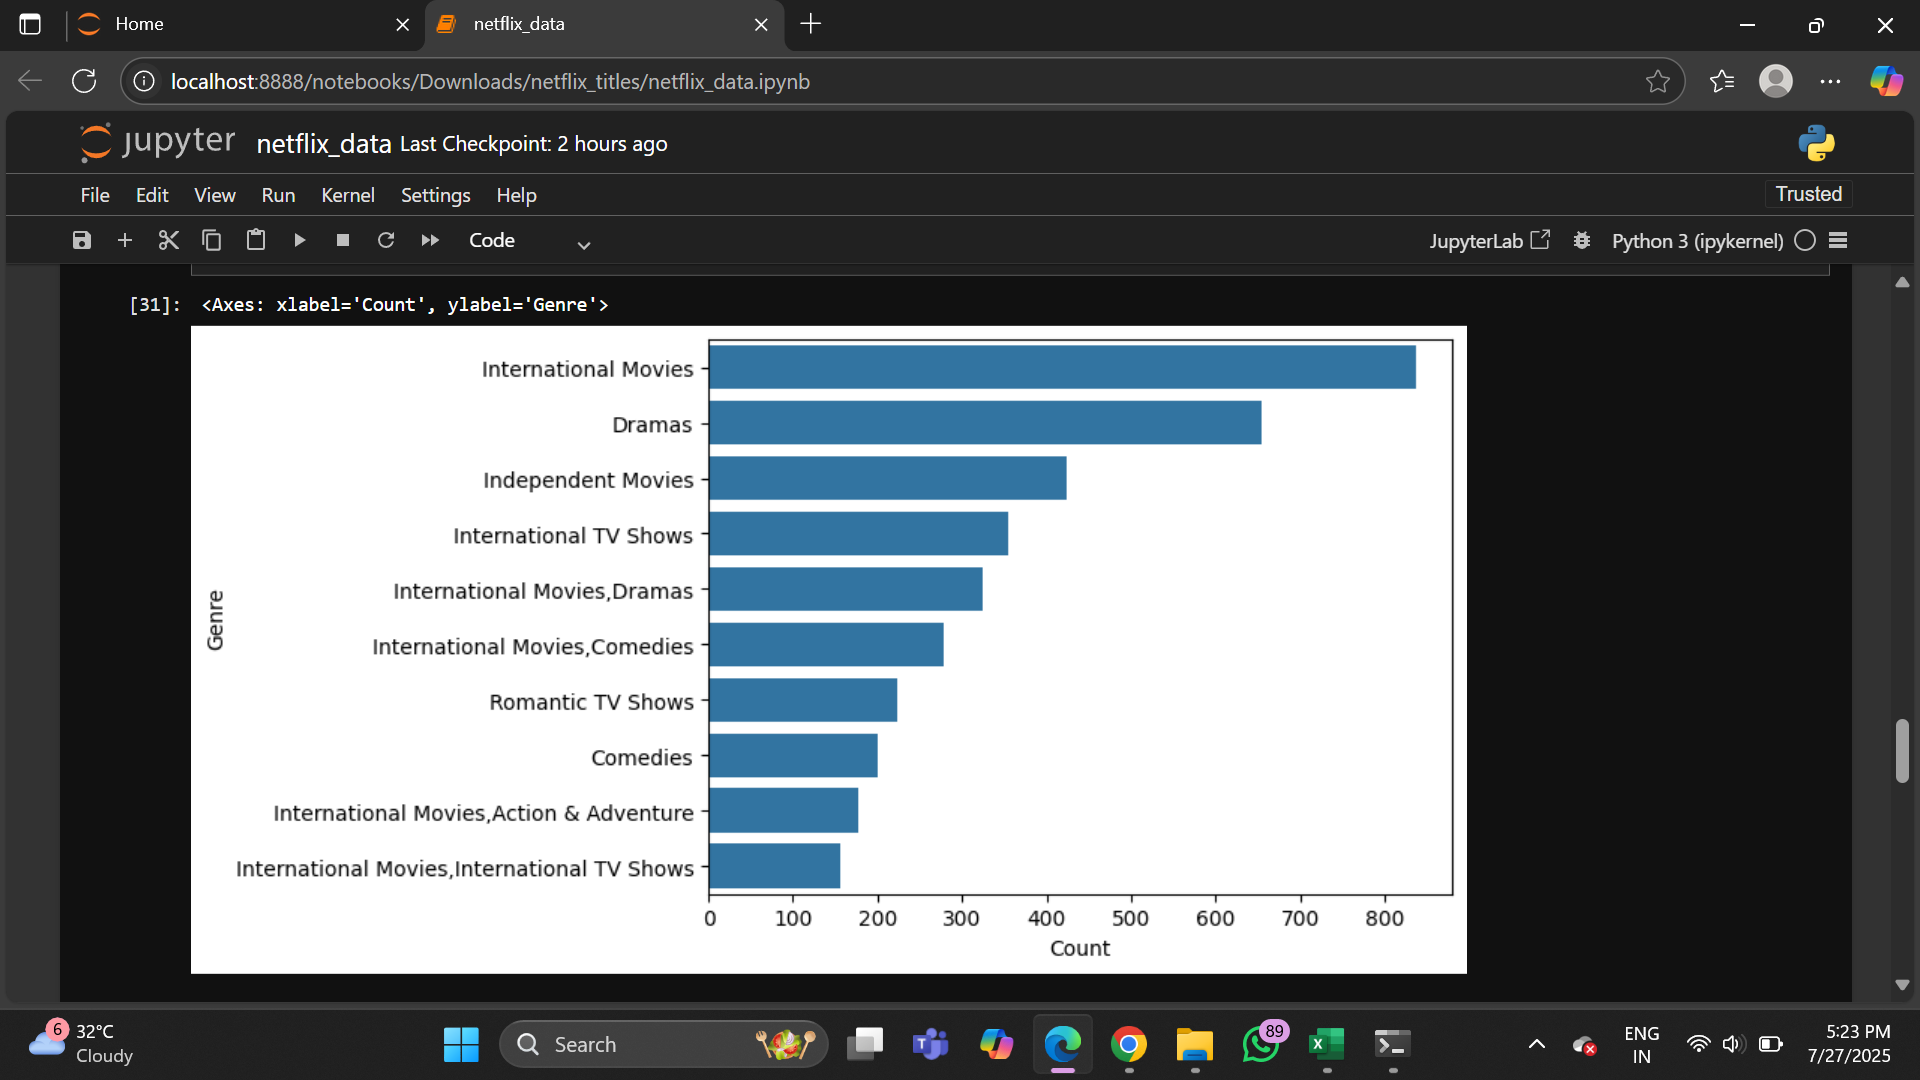 Home
netflix_data
localhost:8888/notebooks/Downloads/netflix_titles/netflix_data.ipynb
jupyter netflix_data Last Checkpoint: 2 hours ago
File Edit View Run Kernel Settings Help
Trusted
Code
JupyterLab
Python 3 (ipykernel)
[31]: <Axes: xlabel='Count', ylabel='Genre'>
International Movies
Dramas
Independent Movies
International TV Shows
International Movies,Dramas
International Movies,Comedies
Romantic TV Shows
Comedies
International Movies,Action & Adventure
International Movies,International TV Shows
Genre
0 100 200 300 400 500 600 700 800
Count
6
32°C
Cloudy
Search
T
89
X
ENG
IN
5:23 PM
7/27/2025